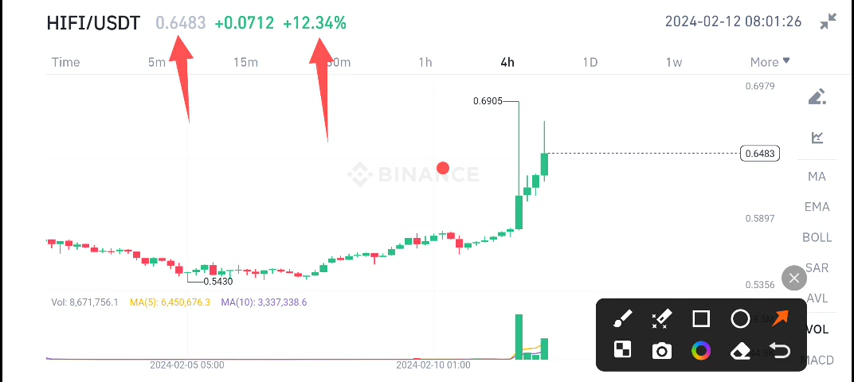 HIFI/USDT 0.6483 +0.0712 +12.34% 2024-02-12 08:01:26
Time 5m 15m 30m 1h 4h 1D 1w More
0.6979
0.6905
0.6483
BINANCE
MA
EMA
0.5897
BOLL
SAR
0.5430
0.5356
AVL
Vol: 8,671,756.1 MA(5): 6,450,676.3 MA(10): 3,337,338.6
VOL
MACD
2024-02-05 05:00 2024-02-10 01:00